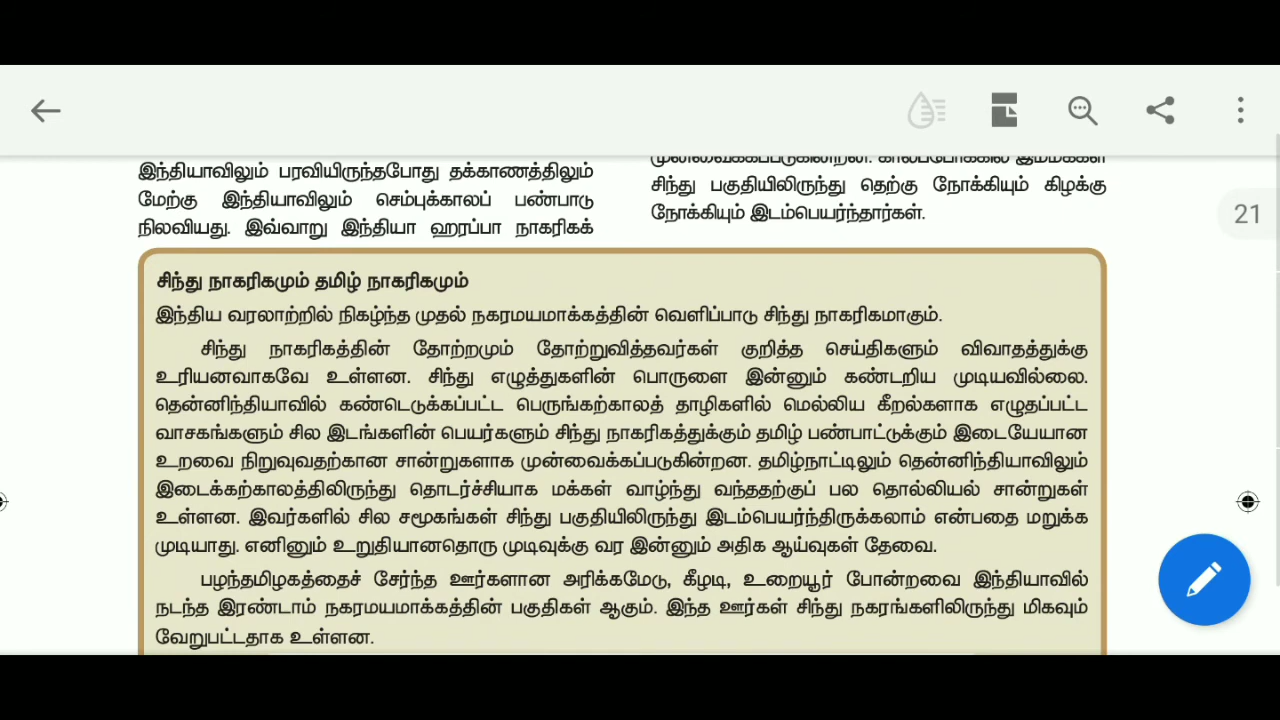 இந்தியாவிலும் பரவியிருந்தபோது தக்காணத்திலும்
மேற்கு இந்தியாவிலும் செம்புக்காலப் பண்பாடு
நிலவியது. இவ்வாறு இந்தியா ஹரப்பா நாகரிகக்
முன்வைக்கப்படுகின்றன. காலப்போக்கில் இம்மக்கள்
சிந்து பகுதியிலிருந்து தெற்கு நோக்கியும் கிழக்கு
நோக்கியும் இடம்பெயர்ந்தார்கள்.
21
சிந்து நாகரிகமும் தமிழ் நாகரிகமும்
இந்திய வரலாற்றில் நிகழ்ந்த முதல் நகரமயமாக்கத்தின் வெளிப்பாடு சிந்து நாகரிகமாகும்.
சிந்து நாகரிகத்தின் தோற்றமும் தோற்றுவித்தவர்கள் குறித்த செய்திகளும் விவாதத்துக்கு
உரியனவாகவே உள்ளன. சிந்து எழுத்துகளின் பொருளை இன்னும் கண்டறிய முடியவில்லை.
தென்னிந்தியாவில் கண்டெடுக்கப்பட்ட பெருங்கற்காலத் தாழிகளில் மெல்லிய கீறல்களாக எழுதப்பட்ட
வாசகங்களும் சில இடங்களின் பெயர்களும் சிந்து நாகரிகத்துக்கும் தமிழ் பண்பாட்டுக்கும் இடையேயான
உறவை நிறுவுவதற்கான சான்றுகளாக முன்வைக்கப்படுகின்றன. தமிழ்நாட்டிலும் தென்னிந்தியாவிலும்
இடைக்கற்காலத்திலிருந்து தொடர்ச்சியாக மக்கள் வாழ்ந்து வந்ததற்குப் பல தொல்லியல் சான்றுகள்
உள்ளன. இவர்களில் சில சமூகங்கள் சிந்து பகுதியிலிருந்து இடம்பெயர்ந்திருக்கலாம் என்பதை மறுக்க
முடியாது. எனினும் உறுதியானதொரு முடிவுக்கு வர இன்னும் அதிக ஆய்வுகள் தேவை.
பழந்தமிழகத்தைச் சேர்ந்த ஊர்களான அரிக்கமேடு, கீழடி, உறையூர் போன்றவை இந்தியாவில்
நடந்த இரண்டாம் நகரமயமாக்கத்தின் பகுதிகள் ஆகும். இந்த ஊர்கள் சிந்து நகரங்களிலிருந்து மிகவும்
வேறுபட்டதாக உள்ளன.